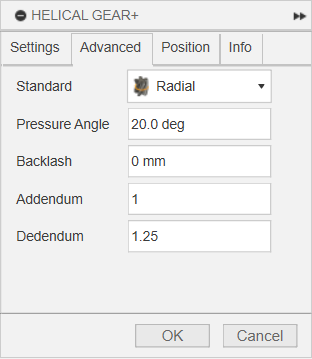 HELICAL GEAR+
Settings Advanced Position Info
Standard Radial
Pressure Angle 20.0 deg
Backlash 0 mm
Addendum 1
Dedendum 1.25
OK Cancel